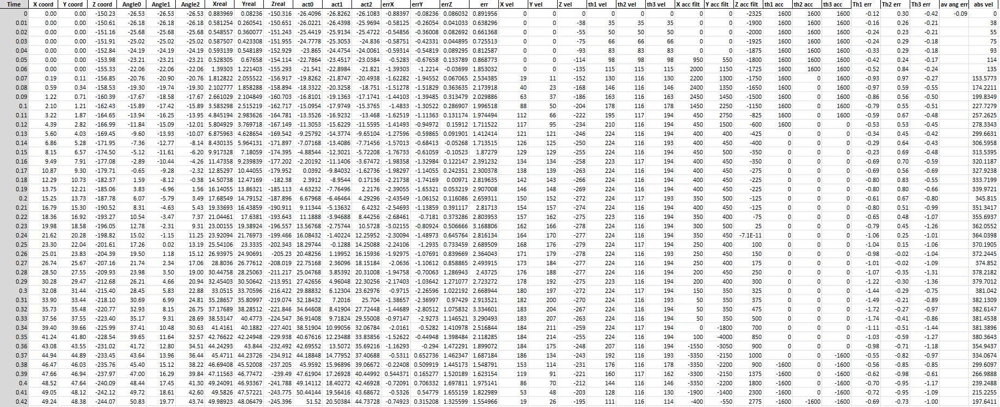 Time X coord Y coord Z coord Angle0 Angle1 Angle2 Xreal Yreal Zreal act0 act1 act2 errX errY errZ err X vel Y vel Z vel th1 vel th2 vel th3 vel X acc filt Y acc filt Z acc filt th1 acc th2 acc th3 acc Th1 err Th2 err Th3 err av ang err abs vel
0 0.00 0.00 -150.23 -26.53 -26.53 -26.53 0.883969 0.08236 -150.316 -26.4096 -26.8262 -26.1083 -0.88397 -0.08236 0.086032 0.891956 0 0 -2325 1600 1600 1600 -0.12 0.30 -0.42 -0.09 0
0.01 0.00 0.00 -150.61 -26.18 -26.18 -26.18 0.581254 0.260541 -150.651 -26.0221 -26.4398 -25.9694 -0.58125 -0.26054 0.041033 0.638296 0 0 -38 35 35 35 0 0 -1900 1600 1600 1600 -0.16 0.26 -0.21 38
0.02 0.00 0.00 -151.16 -25.68 -25.68 -25.68 0.548557 0.360077 -151.243 -25.4419 -25.9134 -25.4722 -0.54856 -0.36008 0.082692 0.661368 0 0 -55 50 50 50 0 0 -2000 1600 1600 1600 -0.24 0.23 -0.21 55
0.03 0.00 0.00 -151.91 -25.02 -25.02 -25.02 0.587507 0.423308 -151.955 -24.7778 -25.3053 -24.836 -0.58751 -0.42331 0.044895 0.725513 0 0 -75 66 66 66 0 0 -1925 1600 1600 1600 -0.24 0.29 -0.18 75
0.04 0.00 0.00 -152.84 -24.19 -24.19 -24.19 0.593139 0.548189 -152.929 -23.865 -24.4754 -24.0061 -0.59314 -0.54819 0.089295 0.812587 0 0 -93 83 83 83 0 0 -1875 1600 1600 1600 -0.33 0.29 -0.18 93
0.05 0.00 0.00 -153.98 -23.21 -23.21 -23.21 0.528305 0.67658 -154.114 -22.7864 -23.4517 -23.0384 -0.5283 -0.67658 0.133789 0.868773 0 0 -114 98 98 98 950 550 -1800 1600 1600 1600 -0.42 0.24 -0.17 114
0.06 0.00 0.00 -155.33 -22.06 -22.06 -22.06 1.39303 1.221403 -155.293 -21.541 -22.8984 -21.821 -1.39303 -1.2214 -0.03699 1.853032 0 0 -135 115 115 115 2000 1150 -1725 1600 1600 1600 -0.52 0.84 -0.24 135
0.07 0.19 0.11 -156.85 -20.76 -20.90 -20.76 1.812822 2.055522 -156.917 -19.8262 -21.8747 -20.4938 -1.62282 -1.94552 0.067065 2.534385 19 11 -152 130 116 130 2200 1300 -1750 1600 0 1600 -0.93 0.97 -0.27 153.5773
0.08 0.59 0.34 -158.53 -19.30 -19.74 -19.30 2.102777 1.858288 -158.894 -18.3322 -20.3258 -18.751 -1.51278 -1.51829 0.363635 2.173918 40 23 -168 146 116 146 2400 1350 -1650 1600 0 1600 -0.97 0.59 -0.55 174.2211
0.09 1.22 0.71 -160.39 -17.67 -18.58 -17.67 2.661029 2.104849 -160.703 -16.8101 -19.1363 -17.1741 -1.44103 -1.39485 0.313479 2.029886 63 37 -186 163 116 163 2450 1450 -1500 1600 0 1600 -0.86 0.56 -0.50 199.8349
0.1 2.10 1.21 -162.43 -15.89 -17.42 -15.89 3.583298 2.515219 -162.717 -15.0954 -17.9749 -15.3765 -1.4833 -1.30522 0.286907 1.996518 88 50 -204 178 116 178 1450 2250 -1150 1600 0 1600 -0.79 0.55 -0.51 227.7279
0.11 3.22 1.87 -164.65 -13.94 -16.25 -13.95 4.845194 2.983626 -164.781 -13.3526 -16.9232 -13.468 -1.62519 -1.11363 0.131174 1.974494 112 66 -222 195 117 194 450 2750 -825 1600 0 1600 -0.59 0.67 -0.48 257.2625
0.12 4.39 2.82 -166.99 -11.84 -15.09 -12.01 5.804929 3.769718 -167.149 -11.3053 -15.6229 -11.5595 -1.41493 -0.94972 0.15912 1.711522 117 95 -234 210 116 194 450 1500 -600 1600 0 0 -0.53 0.53 -0.45 278.3343
0.13 5.60 4.03 -169.45 -9.60 -13.93 -10.07 6.875963 4.628654 -169.542 -9.25792 -14.3774 -9.65104 -1.27596 -0.59865 0.091901 1.412414 121 121 -246 224 116 194 400 400 -425 0 0 0 -0.34 0.45 -0.42 299.6631
0.14 6.86 5.28 -171.95 -7.36 -12.77 -8.14 8.430135 5.964131 -171.897 -7.07168 -13.4086 -7.71456 -1.57013 -0.68413 -0.05268 1.713515 126 125 -250 224 116 193 400 450 -400 0 0 0 -0.29 0.64 -0.43 306.5958
0.15 8.15 6.57 -174.50 -5.12 -11.61 -6.20 9.917328 7.18059 -174.395 -4.88544 -12.3021 -5.72208 -1.76733 -0.61059 -0.10523 1.87279 129 129 -255 224 116 194 450 500 -350 0 0 0 -0.23 0.69 -0.48 313.5395
0.16 9.49 7.91 -177.08 -2.89 -10.44 -4.26 11.47358 9.239839 -177.202 -2.20192 -11.1406 -3.67472 -1.98358 -1.32984 0.122147 2.391232 134 134 -258 223 117 194 400 450 -350 0 0 0 -0.69 0.70 -0.59 320.1187
0.17 10.87 9.30 -179.71 -0.65 -9.28 -2.32 12.85297 10.44055 -179.952 0.0392 -9.84032 -1.62736 -1.98297 -1.14055 0.242351 2.300378 138 139 -263 224 116 194 400 450 -275 0 0 0 -0.69 0.56 -0.69 327.9238
0.18 12.29 10.73 -182.37 1.59 -8.12 -0.38 14.50738 12.47169 -182.38 2.3912 -8.9544 0.17136 -2.21738 -1.74169 0.00971 2.819635 142 143 -266 224 116 194 400 450 -225 0 0 0 -0.80 0.83 -0.55 333.7199
0.19 13.75 12.21 -185.06 3.83 -6.96 1.56 16.14055 13.86321 -185.113 4.63232 -7.76496 2.2176 -2.39055 -1.65321 0.053219 2.907008 146 148 -269 224 116 194 400 450 -225 0 0 0 -0.80 0.80 -0.66 339.9721
0.2 15.25 13.73 -187.78 6.07 -5.79 3.49 17.68549 14.79152 -187.896 6.67968 -6.46464 4.29296 -2.43549 -1.06152 0.116086 2.659311 150 152 -272 224 117 193 350 500 -125 0 0 0 -0.61 0.67 -0.80 345.815
0.21 16.79 15.30 -190.52 8.31 -4.63 5.43 19.33693 16.43859 -190.911 9.11344 -5.13632 6.4232 -2.54693 -1.13859 0.391117 2.81713 154 157 -274 224 116 194 400 450 -125 0 0 0 -0.80 0.51 -0.99 351.3417
0.22 18.36 16.92 -193.27 10.54 -3.47 7.37 21.04461 17.6381 -193.643 11.1888 -3.94688 8.44256 -2.68461 -0.7181 0.373286 2.803953 157 162 -275 223 116 194 350 400 -75 0 0 0 -0.65 0.48 -1.07 355.6937
0.23 19.98 18.58 -196.05 12.78 -2.31 9.31 23.00155 19.38924 -196.557 13.56768 -2.75744 10.5728 -3.02155 -0.80924 0.506666 3.168806 162 166 -278 224 116 194 300 500 25 0 0 0 -0.79 0.45 -1.26 362.0552
0.24 21.62 20.28 -198.82 15.02 -1.15 11.25 23.92094 21.76973 -199.466 16.08432 -1.40224 12.25952 -2.30094 -1.48973 0.645764 2.816134 164 170 -277 224 116 194 350 450 -7.1E-11 0 0 0 -1.06 0.25 -1.01 364.0398
0.25 23.30 22.04 -201.61 17.26 0.02 13.19 25.54106 23.3335 -202.343 18.29744 -0.1288 14.25088 -2.24106 -1.2935 0.733459 2.689509 168 176 -279 224 117 194 250 400 100 0 0 0 -1.04 0.15 -1.06 370.1905
0.26 25.01 23.83 -204.39 19.50 1.18 15.12 26.93975 24.90691 -205.23 20.48256 1.19952 16.15936 -1.92975 -1.07691 0.839669 2.364043 171 179 -278 224 116 193 250 450 150 0 0 0 -0.98 -0.02 -1.04 372.2445
0.27 26.74 25.67 -207.16 21.74 2.34 17.06 28.8036 26.77612 -208.019 22.75168 2.36096 18.15184 -2.0636 -1.10612 0.858865 2.493915 173 184 -277 224 116 194 250 400 175 0 0 0 -1.01 -0.02 -1.09 374.852
0.28 28.50 27.55 -209.93 23.98 3.50 19.00 30.44758 28.25063 -211.217 25.04768 3.85392 20.31008 -1.94758 -0.70063 1.286943 2.43725 176 188 -277 224 116 194 200 450 250 0 0 0 -1.07 -0.35 -1.31 378.2182
0.29 30.28 29.47 -212.68 26.21 4.66 20.94 32.45403 30.50642 -213.951 27.42656 4.96048 22.30256 -2.17403 -1.03642 1.271077 2.723272 178 192 -275 223 116 194 200 400 300 0 0 0 -1.22 -0.30 -1.36 379.7012
0.3 32.08 31.44 -215.40 28.45 5.83 22.88 33.0515 33.70596 -216.422 29.88832 6.12304 23.62976 -0.9715 -2.26596 1.022192 2.668944 180 197 -272 224 117 194 150 350 325 0 0 0 -1.44 -0.29 -0.75 381.042
0.31 33.90 33.44 -218.10 30.69 6.99 24.81 35.28657 35.80997 -219.074 32.18432 7.2016 25.704 -1.38657 -2.36997 0.97429 2.913521 182 200 -270 224 116 193 50 350 375 0 0 0 -1.49 -0.21 -0.89 382.1309
0.32 35.73 35.48 -220.77 32.93 8.15 26.75 37.17689 38.28512 -221.846 34.64608 8.41904 27.72448 -1.44689 -2.80512 1.075832 3.334601 183 204 -267 224 116 194 50 350 475 0 0 0 -1.72 -0.27 -0.97 382.6147
0.33 37.56 37.55 -223.40 35.17 9.31 28.69 38.53147 40.4773 -224.547 36.91408 9.71824 29.55008 -0.97147 -2.9273 1.146521 3.290493 183 207 -263 224 116 194 50 350 500 0 0 0 -1.74 -0.41 -0.86 381.4538
0.34 39.40 39.66 -225.99 37.41 10.48 30.63 41.4161 40.1882 -227.401 38.51904 10.99056 32.06784 -2.0161 -0.5282 1.410978 2.516844 184 211 -259 224 117 194 0 -1800 700 0 0 0 -1.11 -0.51 -1.44 381.3896
0.35 41.24 41.80 -228.54 39.65 11.64 32.57 42.76622 42.24948 -229.938 40.67616 12.23488 33.83856 -1.52622 -0.44948 1.398484 2.118285 184 214 -255 224 116 194 100 -4000 850 0 0 0 -1.03 -0.59 -1.27 380.3643
0.36 43.08 43.55 -231.02 41.72 12.80 34.51 44.24293 43.844 -232.492 42.69552 13.5072 35.69216 -1.16293 -0.294 1.472291 1.899072 184 175 -248 207 116 194 -1550 -3050 900 0 0 0 -0.98 -0.71 -1.18 354.9437
0.37 44.94 44.89 -233.45 43.64 13.96 36.44 45.4711 44.23726 -234.912 44.18848 14.77952 37.40688 -0.5311 0.652736 1.462347 1.687184 186 134 -243 192 116 193 -3350 -2150 1000 0 0 -1600 -0.55 -0.82 -0.97 334.0674
0.38 46.47 46.03 -235.76 45.40 15.12 38.22 46.69408 45.52008 -237.205 45.9592 15.96896 39.06672 -0.22408 0.509919 1.445173 1.548791 153 114 -231 176 116 178 -3350 -2200 900 -1600 0 -1600 -0.56 -0.85 -0.85 299.6097
0.39 47.66 46.94 -237.97 47.00 16.29 39.84 47.11563 46.77472 -239.49 47.61904 17.26928 40.44992 0.544371 0.165277 1.520189 1.623154 119 91 -221 160 117 162 -3300 -2150 1375 -1600 0 -1600 -0.62 -0.98 -0.61 266.9888
0.4 48.52 47.64 -240.09 48.44 17.45 41.30 49.24091 46.93367 -241.788 49.14112 18.40272 42.46928 -0.72091 0.706332 1.697811 1.975141 86 70 -212 144 116 146 -3350 -2200 1800 -1600 0 -1600 -0.70 -0.95 -1.17 239.2488
0.41 49.05 48.12 -242.12 49.72 18.61 42.60 49.5826 47.57221 -243.775 50.44144 19.56416 43.68672 -0.5326 0.54779 1.655159 1.822989 53 48 -203 128 116 130 -1900 -1400 2300 -1600 0 -1600 -0.72 -0.95 -1.09 215.2255
0.42 49.24 48.38 -244.07 50.83 19.77 43.74 49.98923 48.06479 -245.396 51.52 20.50384 44.73728 -0.74923 0.315208 1.325599 1.554966 19 26 -195 111 116 114 -400 -550 2775 -1600 -1600 -1600 -0.69 -0.73 -1.00 197.6411